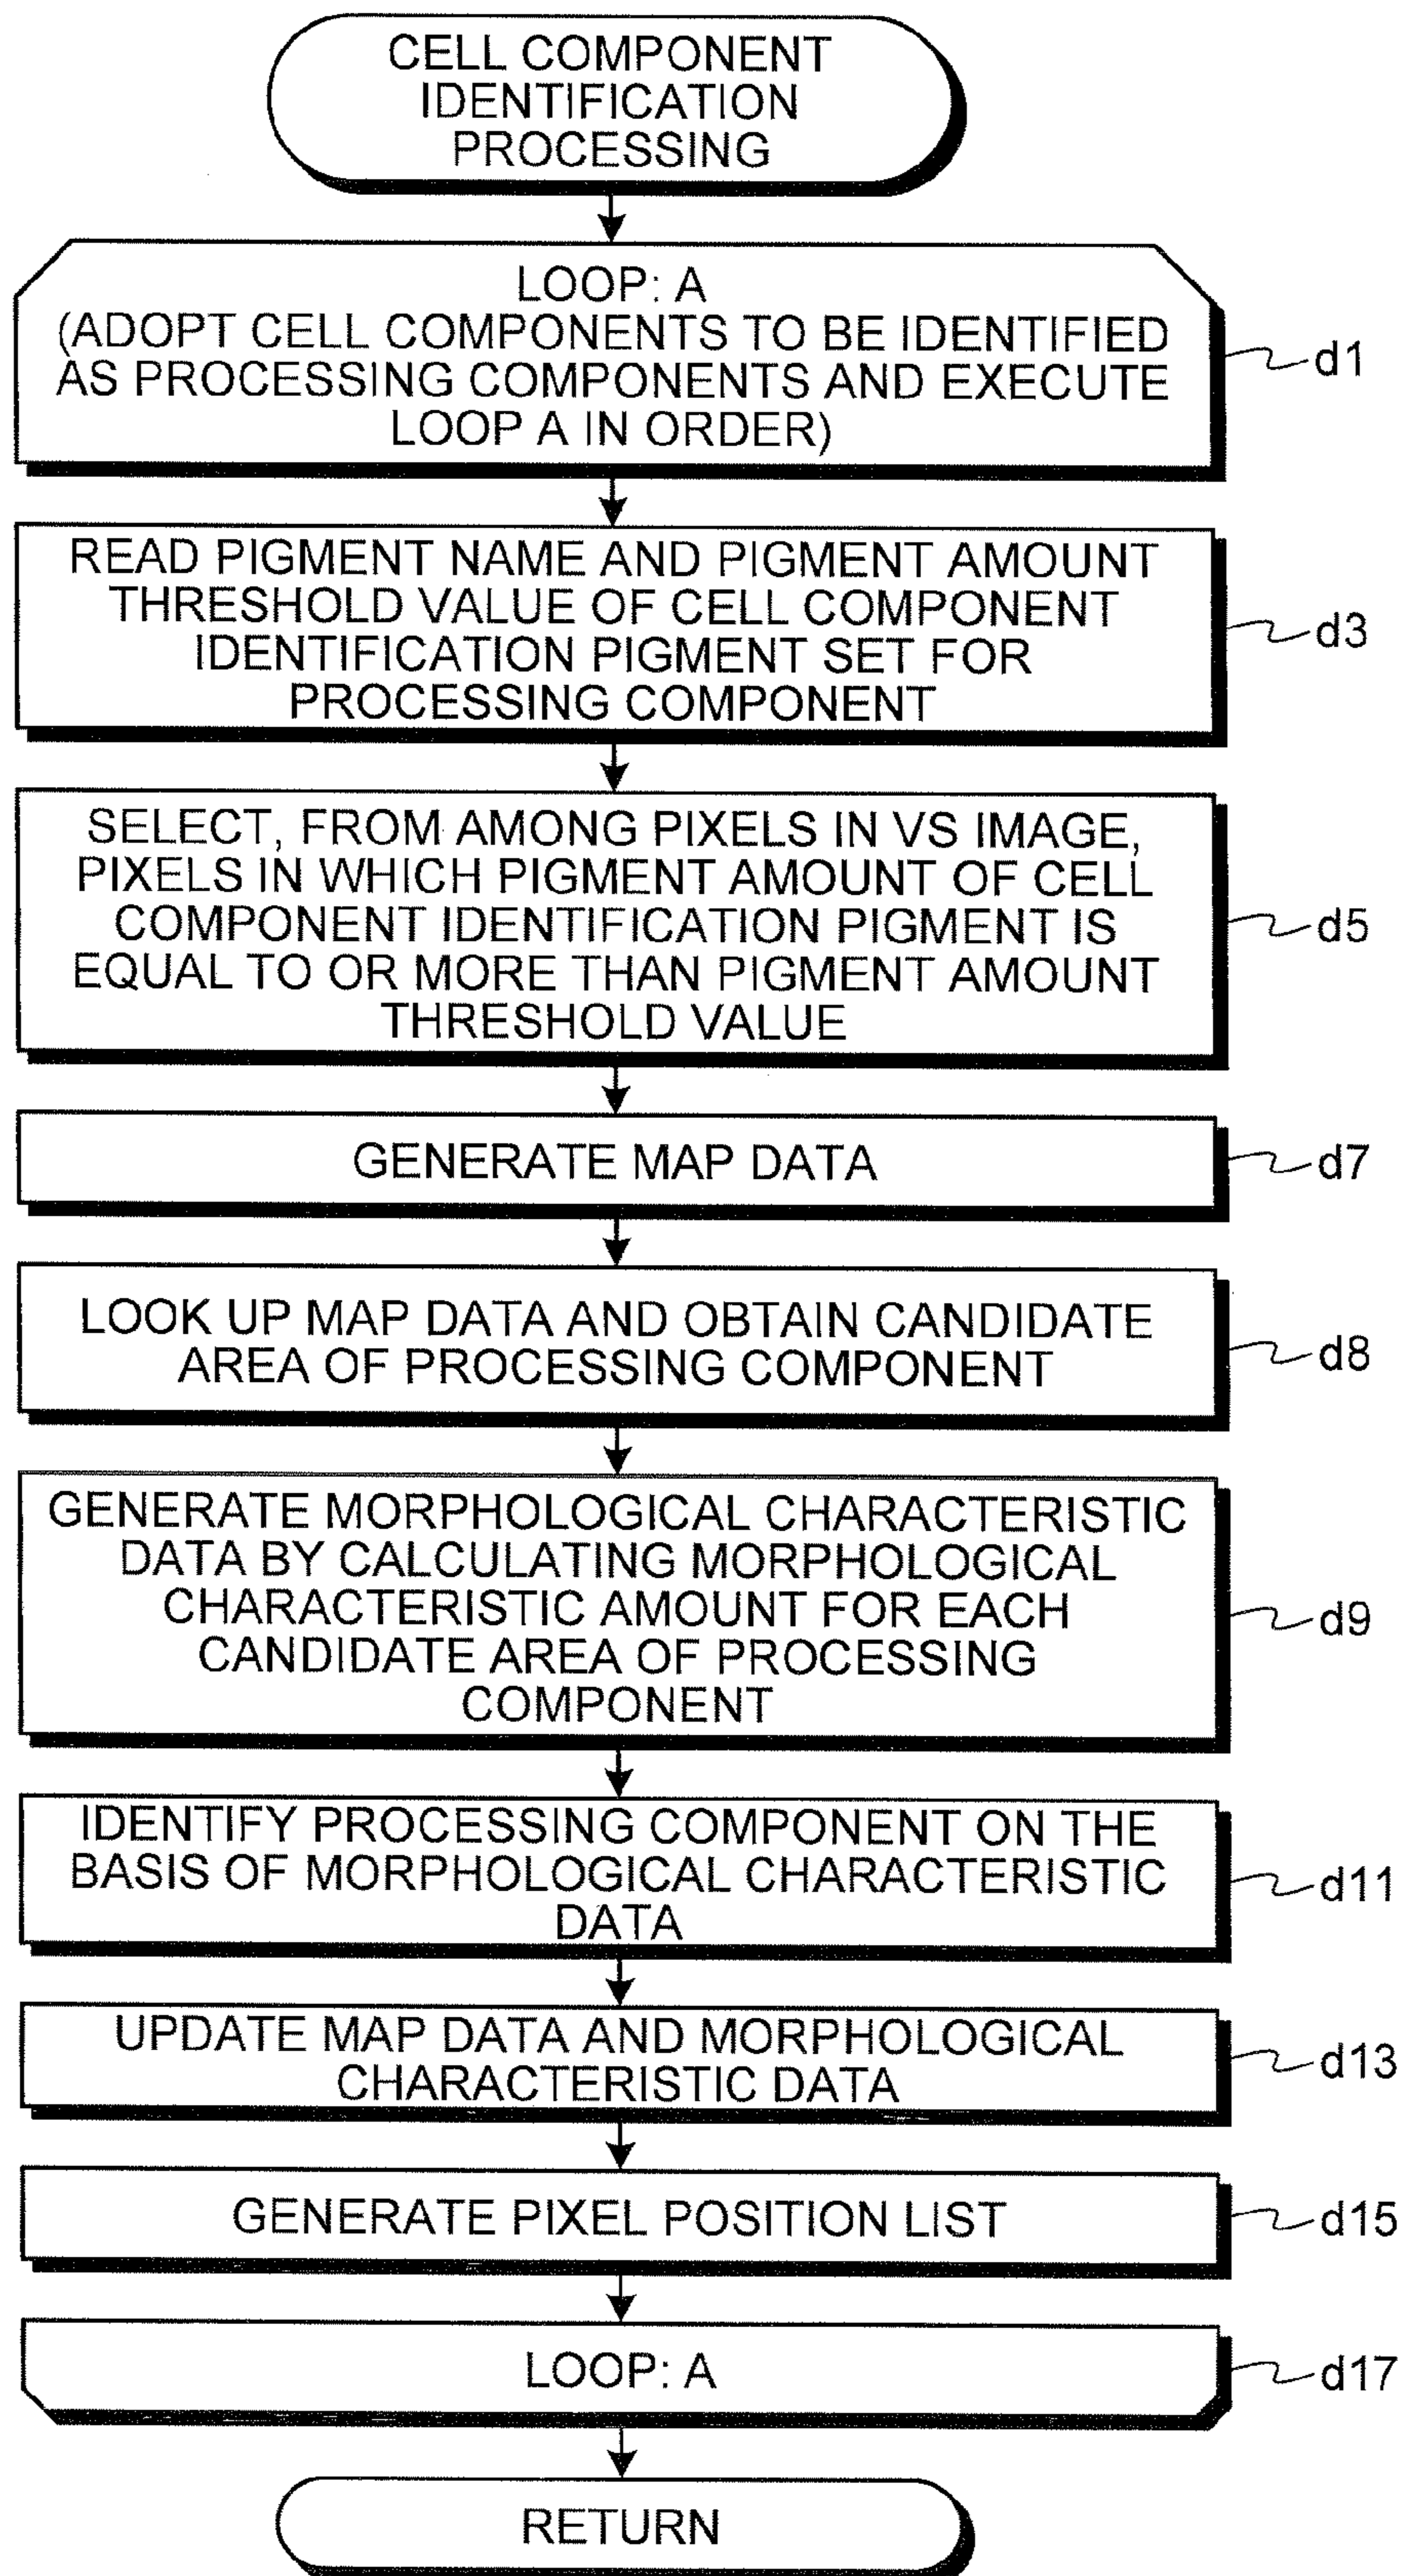 CELL COMPONENT
IDENTIFICATION
PROCESSING
LOOP: A
(ADOPT CELL COMPONENTS TO BE IDENTIFIED
AS PROCESSING COMPONENTS AND EXECUTE
LOOP A IN ORDER)
d1
READ PIGMENT NAME AND PIGMENT AMOUNT
THRESHOLD VALUE OF CELL COMPONENT
IDENTIFICATION PIGMENT SET FOR
PROCESSING COMPONENT
d3
SELECT, FROM AMONG PIXELS IN VS IMAGE,
PIXELS IN WHICH PIGMENT AMOUNT OF CELL
COMPONENT IDENTIFICATION PIGMENT IS
EQUAL TO OR MORE THAN PIGMENT AMOUNT
THRESHOLD VALUE
d5
GENERATE MAP DATA
d7
LOOK UP MAP DATA AND OBTAIN CANDIDATE
AREA OF PROCESSING COMPONENT
d8
GENERATE MORPHOLOGICAL CHARACTERISTIC
DATA BY CALCULATING MORPHOLOGICAL
CHARACTERISTIC AMOUNT FOR EACH
CANDIDATE AREA OF PROCESSING
COMPONENT
d9
IDENTIFY PROCESSING COMPONENT ON THE
BASIS OF MORPHOLOGICAL CHARACTERISTIC
DATA
d11
UPDATE MAP DATA AND MORPHOLOGICAL
CHARACTERISTIC DATA
d13
GENERATE PIXEL POSITION LIST
d15
LOOP: A
d17
RETURN